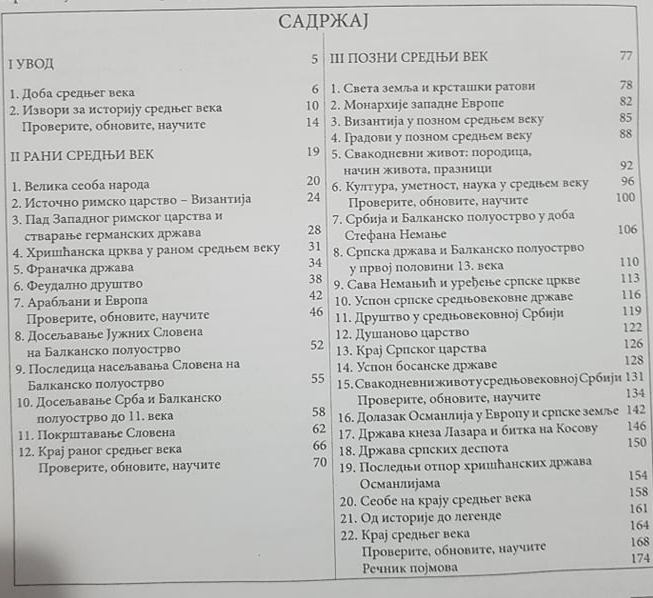 САДРЖАЈ
I УВОД 5
1. Доба средњег века 6
2. Извори за историју средњег века 10
Проверите, обновите, научите 14
II РАНИ СРЕДЊИ ВЕК 19
1. Велика сеоба народа 20
2. Источно римско царство – Византија 24
3. Пад Западног римског царства и
стварање германских држава 28
4. Хришћанска црква у раном средњем веку 31
5. Франачка држава 34
6. Феудално друштво 38
7. Арабљани и Европа 42
Проверите, обновите, научите 46
8. Досељавање Јужних Словена
на Балканско полуострво 52
9. Последица насељавања Словена на
Балканско полуострво 55
10. Досељавање Срба и Балканско
полуострво до 11. века 58
11. Покрштавање Словена 62
12. Крај раног средњег века 66
Проверите, обновите, научите 70
III ПОЗНИ СРЕДЊИ ВЕК 77
1. Света земља и крсташки ратови 78
2. Монархије западне Европе 82
3. Византија у позном средњем веку 85
4. Градови у позном средњем веку 88
5. Свакодневни живот: породица,
начин живота, празници 92
6. Култура, уметност, наука у средњем веку 96
Проверите, обновите, научите 100
7. Србија и Балканско полуострво у доба
Стефана Немање 106
8. Српска држава и Балканско полуострво
у првој половини 13. века 110
9. Сава Немањић и уређење српске цркве 113
10. Успон српске средњовековне државе 116
11. Друштво у средњовековној Србији 119
12. Душаново царство 122
13. Крај Српског царства 126
14. Успон босанске државе 128
15. Свакодневни живот у средњовековној Србији 131
Проверите, обновите, научите 134
16. Долазак Османлија у Европу и српске земље 142
17. Држава кнеза Лазара и битка на Косову 146
18. Држава српских деспота 150
19. Последњи отпор хришћанских држава
Османлијама 154
20. Сеобе на крају средњег века 158
21. Од историје до легенде 161
22. Крај средњег века 164
Проверите, обновите, научите 168
Речник појмова 174